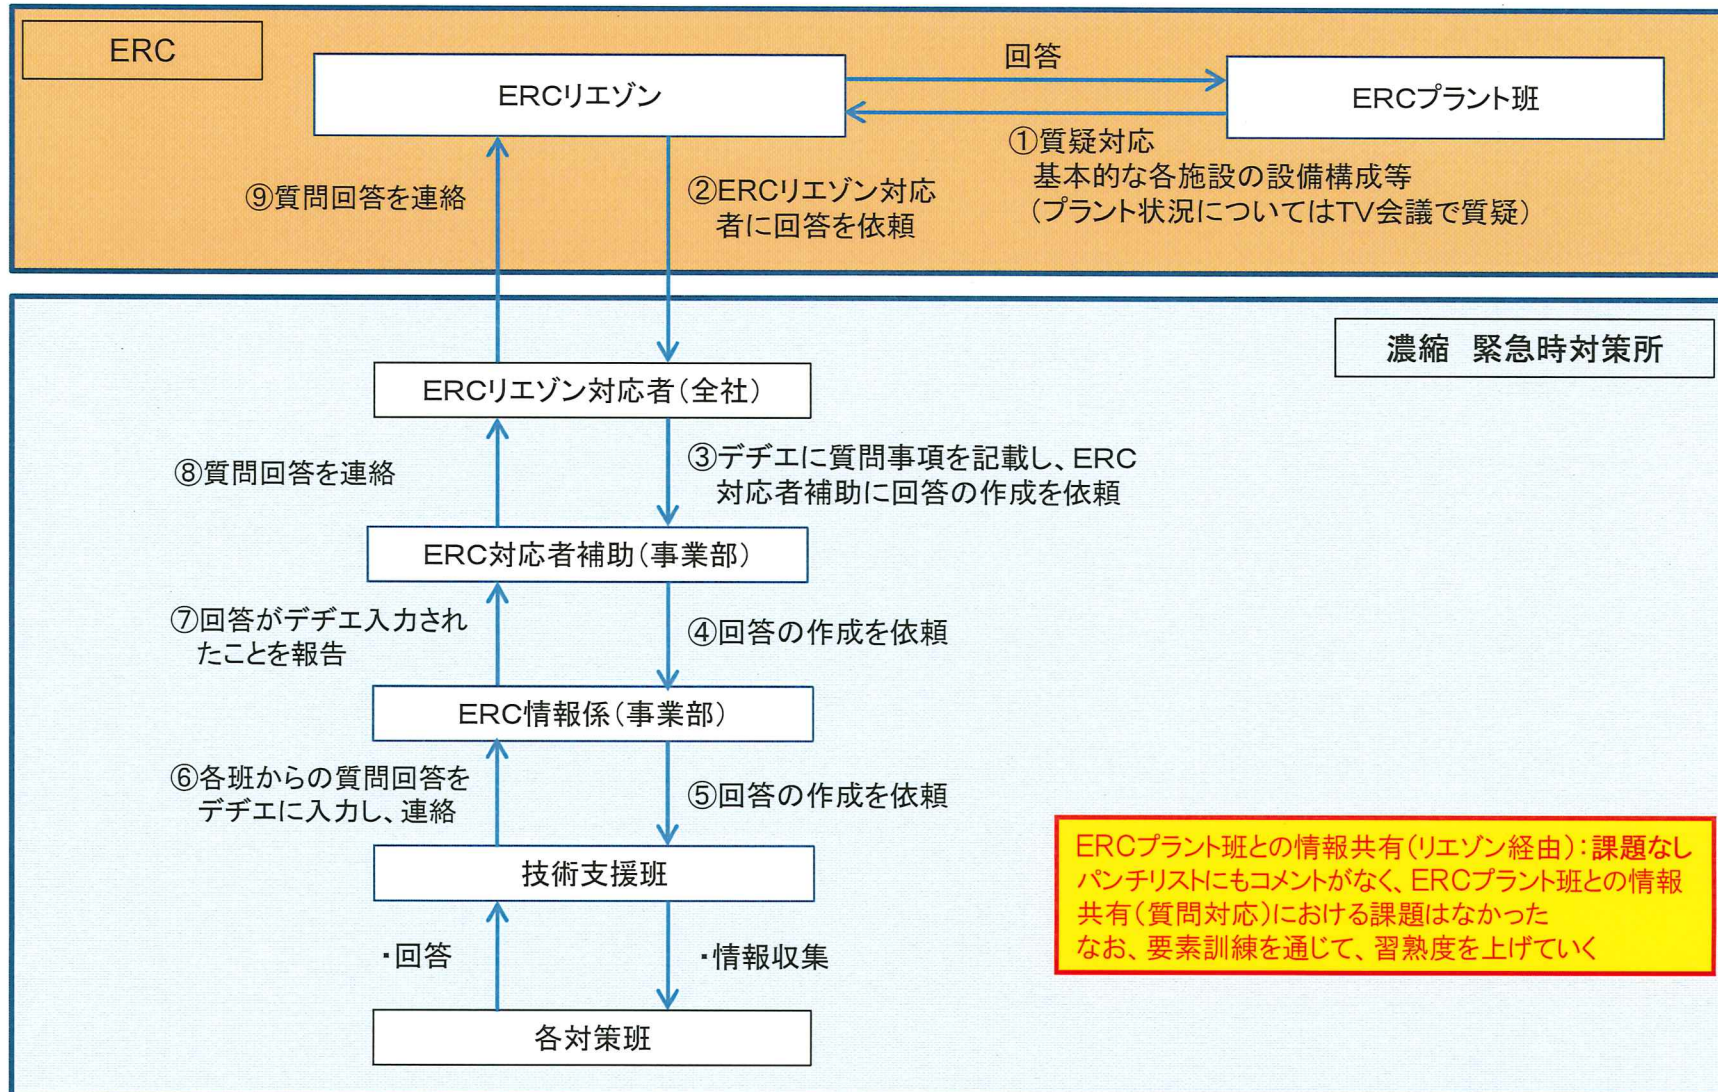 ERC
ERCリエゾン
回答
ERCプラント班
①質疑対応
基本的な各施設の設備構成等
（プラント状況についてはTV会議で質疑）
⑨質問回答を連絡
②ERCリエゾン対応
者に回答を依頼
濃縮　緊急時対策所
ERCリエゾン対応者（全社）
⑧質問回答を連絡
③デヂエに質問事項を記載し、ERC
対応者補助に回答の作成を依頼
ERC対応者補助（事業部）
⑦回答がデヂエ入力され
たことを報告
④回答の作成を依頼
ERC情報係（事業部）
⑥各班からの質問回答を
デヂエに入力し、連絡
⑤回答の作成を依頼
技術支援班
・回答
・情報収集
各対策班
ERCプラント班との情報共有（リエゾン経由）：課題なし
パンチリストにもコメントがなく、ERCプラント班との情報
共有（質問対応）における課題はなかった
なお、要素訓練を通じて、習熟度を上げていく